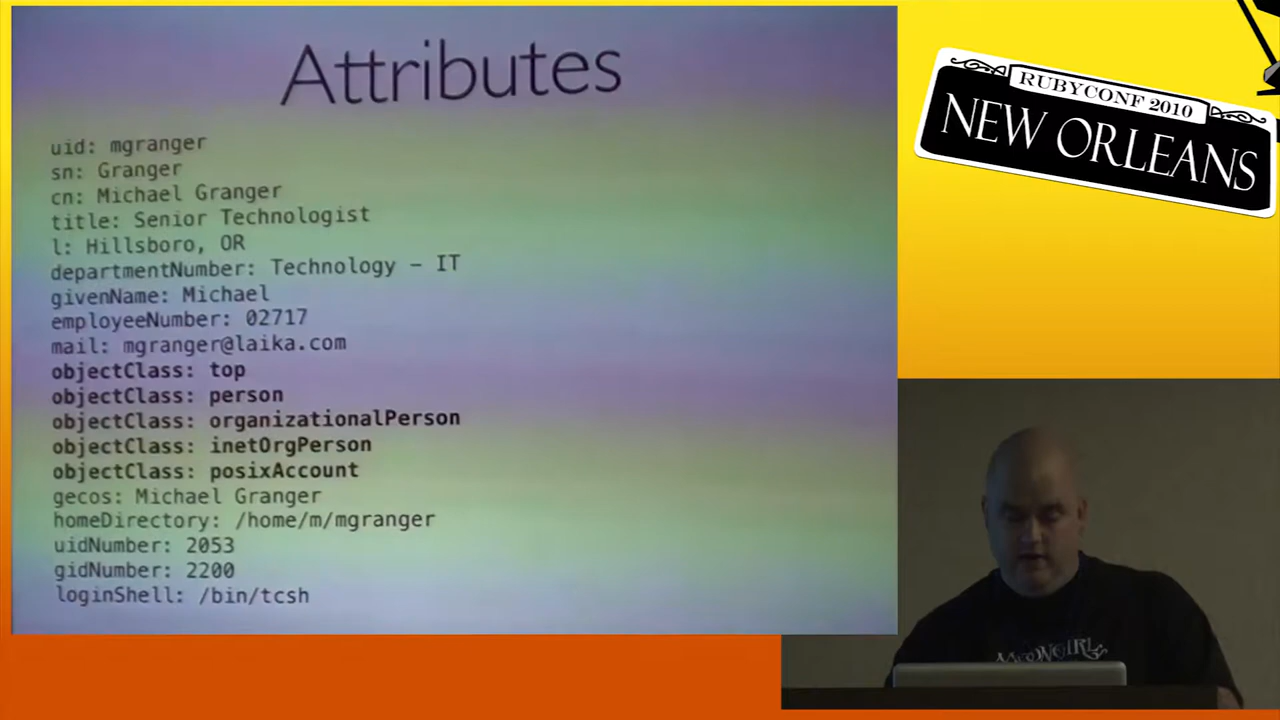 Attributes
uid: mgranger
sn: Granger
cn: Michael Granger
title: Senior Technologist
l: Hillsboro, OR
departmentNumber: Technology – IT
givenName: Michael
employeeNumber: 02717
mail: mgranger@laika.com
objectClass: top
objectClass: person
objectClass: organizationalPerson
objectClass: inetOrgPerson
objectClass: posixAccount
gecos: Michael Granger
homeDirectory: /home/m/mgranger
uidNumber: 2053
gidNumber: 2200
loginShell: /bin/tcsh
RUBYCONF 2010
NEW ORLEANS